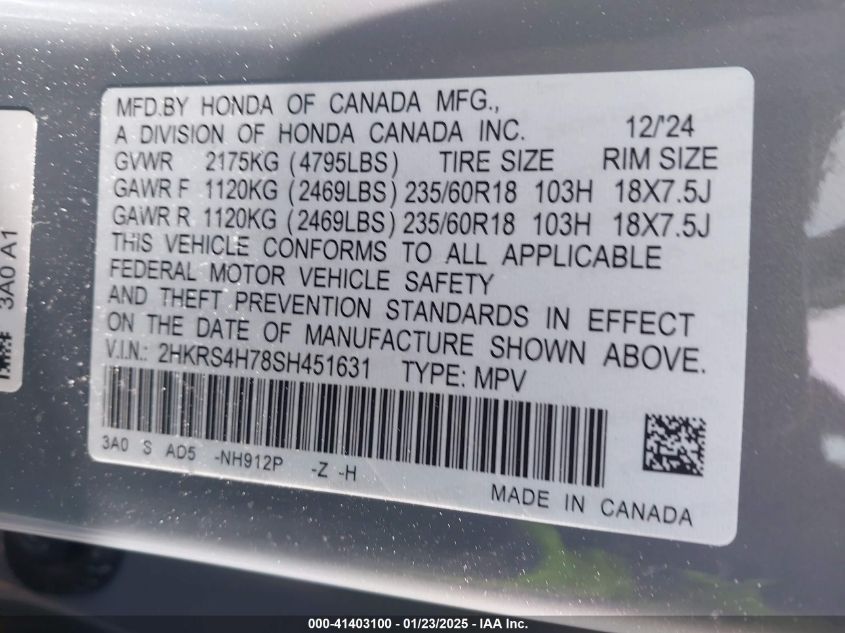 MFD.BY HONDA OF CANADA MFG.,
A DIVISION OF HONDA CANADA INC. 12/'24
GVWR 2175KG (4795LBS) TIRE SIZE RIM SIZE
GAWR F 1120KG (2469LBS) 235/60R18 103H 18X7.5J
GAWR R 1120KG (2469LBS) 235/60R18 103H 18X7.5J
THIS VEHICLE CONFORMS TO ALL APPLICABLE
FEDERAL MOTOR VEHICLE SAFETY
AND THEFT PREVENTION STANDARDS IN EFFECT
ON THE DATE OF MANUFACTURE SHOWN ABOVE.
V.I.N.: 2HKRS4H78SH451631 TYPE: MPV
3A0 S AD5 -NH912P -Z -H
MADE IN CANADA
3A0 A1
000-41403100 - 01/23/2025 - IAA Inc.